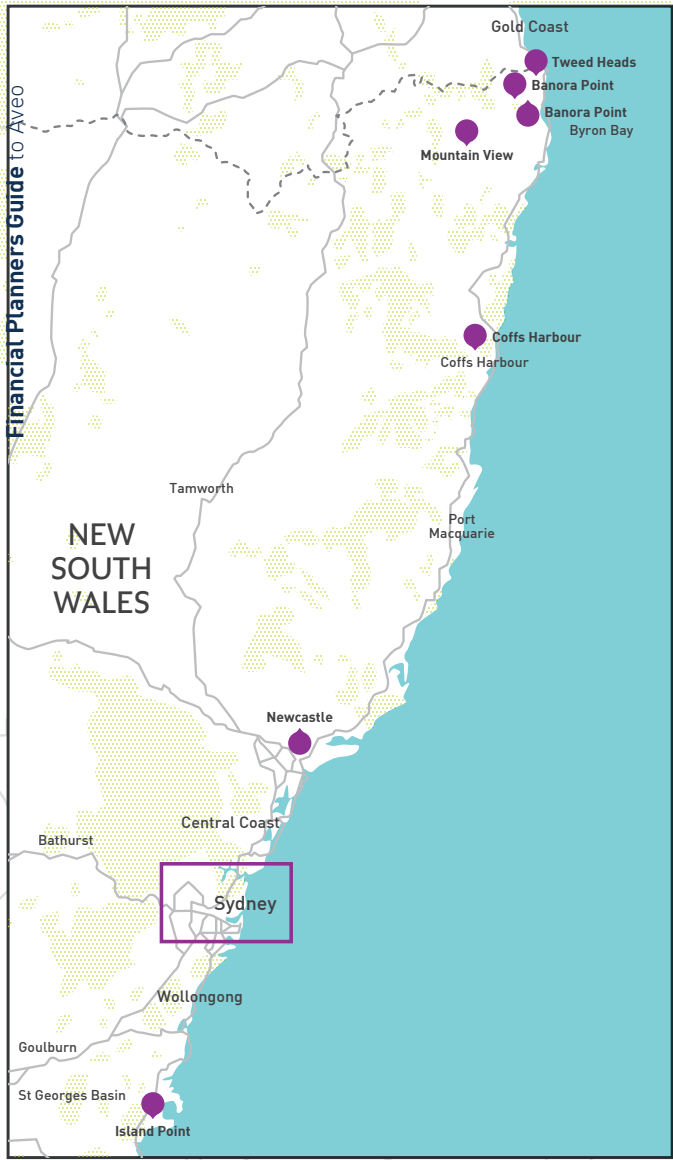 Financial Planners Guide to Aveo
Gold Coast
Tweed Heads
Banora Point
Banora Point
Byron Bay
Mountain View
Coffs Harbour
Coffs Harbour
Tamworth
Port
Macquarie
NEW
SOUTH
WALES
Newcastle
Central Coast
Bathurst
Sydney
Wollongong
Goulburn
St Georges Basin
Island Point